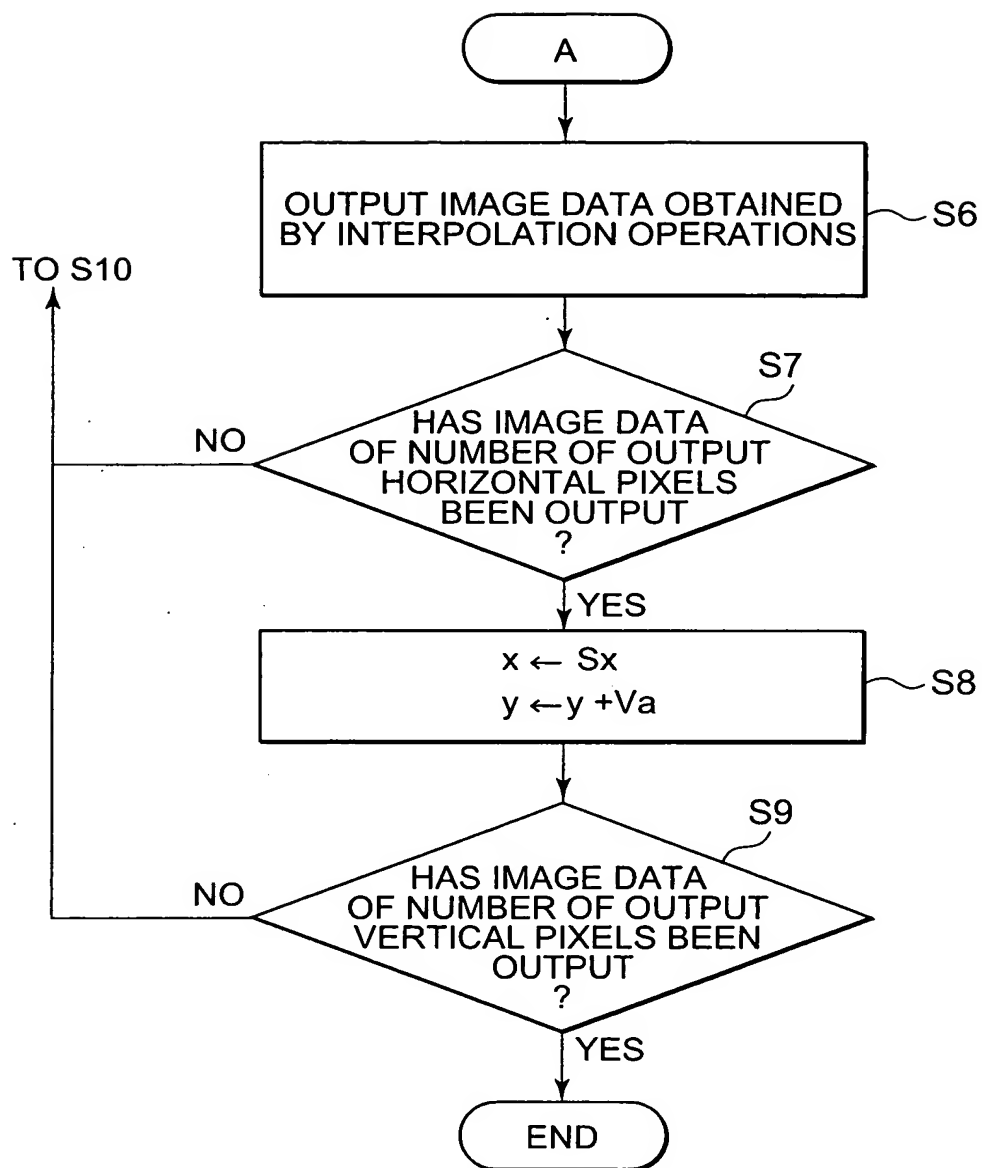 A
OUTPUT IMAGE DATA OBTAINED
BY INTERPOLATION OPERATIONS
S6
TO S10
S7
HAS IMAGE DATA
OF NUMBER OF OUTPUT
HORIZONTAL PIXELS
BEEN OUTPUT
?
NO
YES
x ← Sx
y ← y +Va
S8
S9
HAS IMAGE DATA
OF NUMBER OF OUTPUT
VERTICAL PIXELS BEEN
OUTPUT
?
NO
YES
END